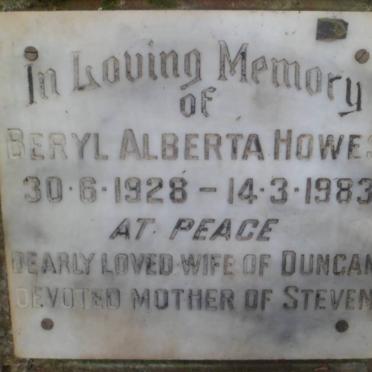 In Loving Memory
of
BERYL ALBERTA HOWES
30·6·1928 – 14·3·1983
AT PEACE
DEARLY LOVED WIFE OF DUNCAN
DEVOTED MOTHER OF STEVEN